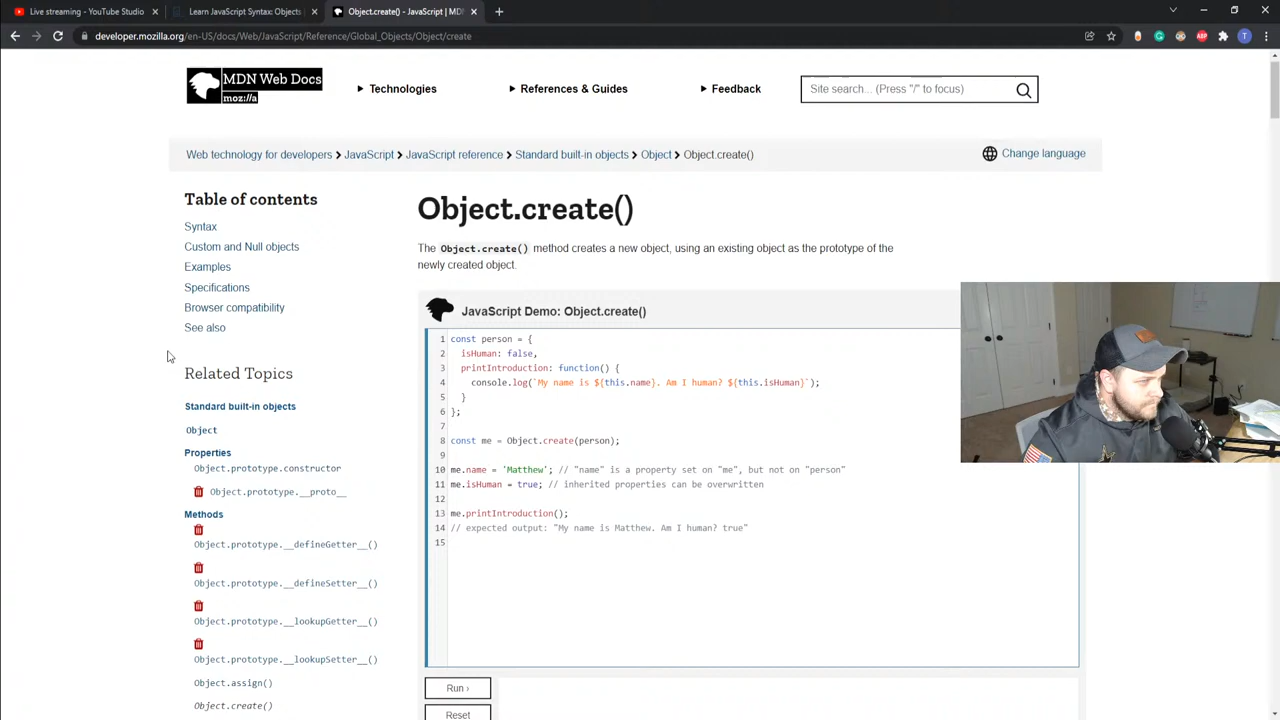 Live streaming - YouTube Studio
Learn JavaScript Syntax: Objects
Object.create() - JavaScript | MDN
developer.mozilla.org/en-US/docs/Web/JavaScript/Reference/Global_Objects/Object/create
ABP
T
MDN Web Docs
moz://a
Technologies
References & Guides
Feedback
Site search... (Press "/" to focus)
Web technology for developers > JavaScript > JavaScript reference > Standard built-in objects > Object > Object.create()
Change language
Table of contents
Syntax
Custom and Null objects
Examples
Specifications
Browser compatibility
See also
Related Topics
Standard built-in objects
Object
Properties
Object.prototype.constructor
Object.prototype.__proto__
Methods
Object.prototype.__defineGetter__()
Object.prototype.__defineSetter__()
Object.prototype.__lookupGetter__()
Object.prototype.__lookupSetter__()
Object.assign()
Object.create()
Object.create()
The Object.create() method creates a new object, using an existing object as the prototype of the
newly created object.
JavaScript Demo: Object.create()
1 const person = {
2 isHuman: false,
3 printIntroduction: function() {
4 console.log(`My name is ${this.name}. Am I human? ${this.isHuman}`);
5 }
6 };
7
8 const me = Object.create(person);
9
10 me.name = 'Matthew'; // "name" is a property set on "me", but not on "person"
11 me.isHuman = true; // inherited properties can be overwritten
12
13 me.printIntroduction();
14 // expected output: "My name is Matthew. Am I human? true"
15
Run ›
Reset